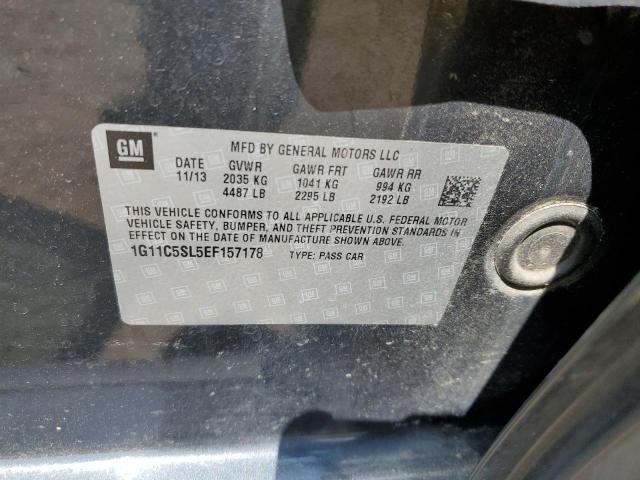 GM
MFD BY GENERAL MOTORS LLC
DATE GVWR GAWR FRT GAWR RR
11/13 2035 KG 1041 KG 994 KG
4487 LB 2295 LB 2192 LB
THIS VEHICLE CONFORMS TO ALL APPLICABLE U.S. FEDERAL MOTOR
VEHICLE SAFETY, BUMPER, AND THEFT PREVENTION STANDARDS IN
EFFECT ON THE DATE OF MANUFACTURE SHOWN ABOVE.
1G11C5SL5EF157178 TYPE: PASS CAR